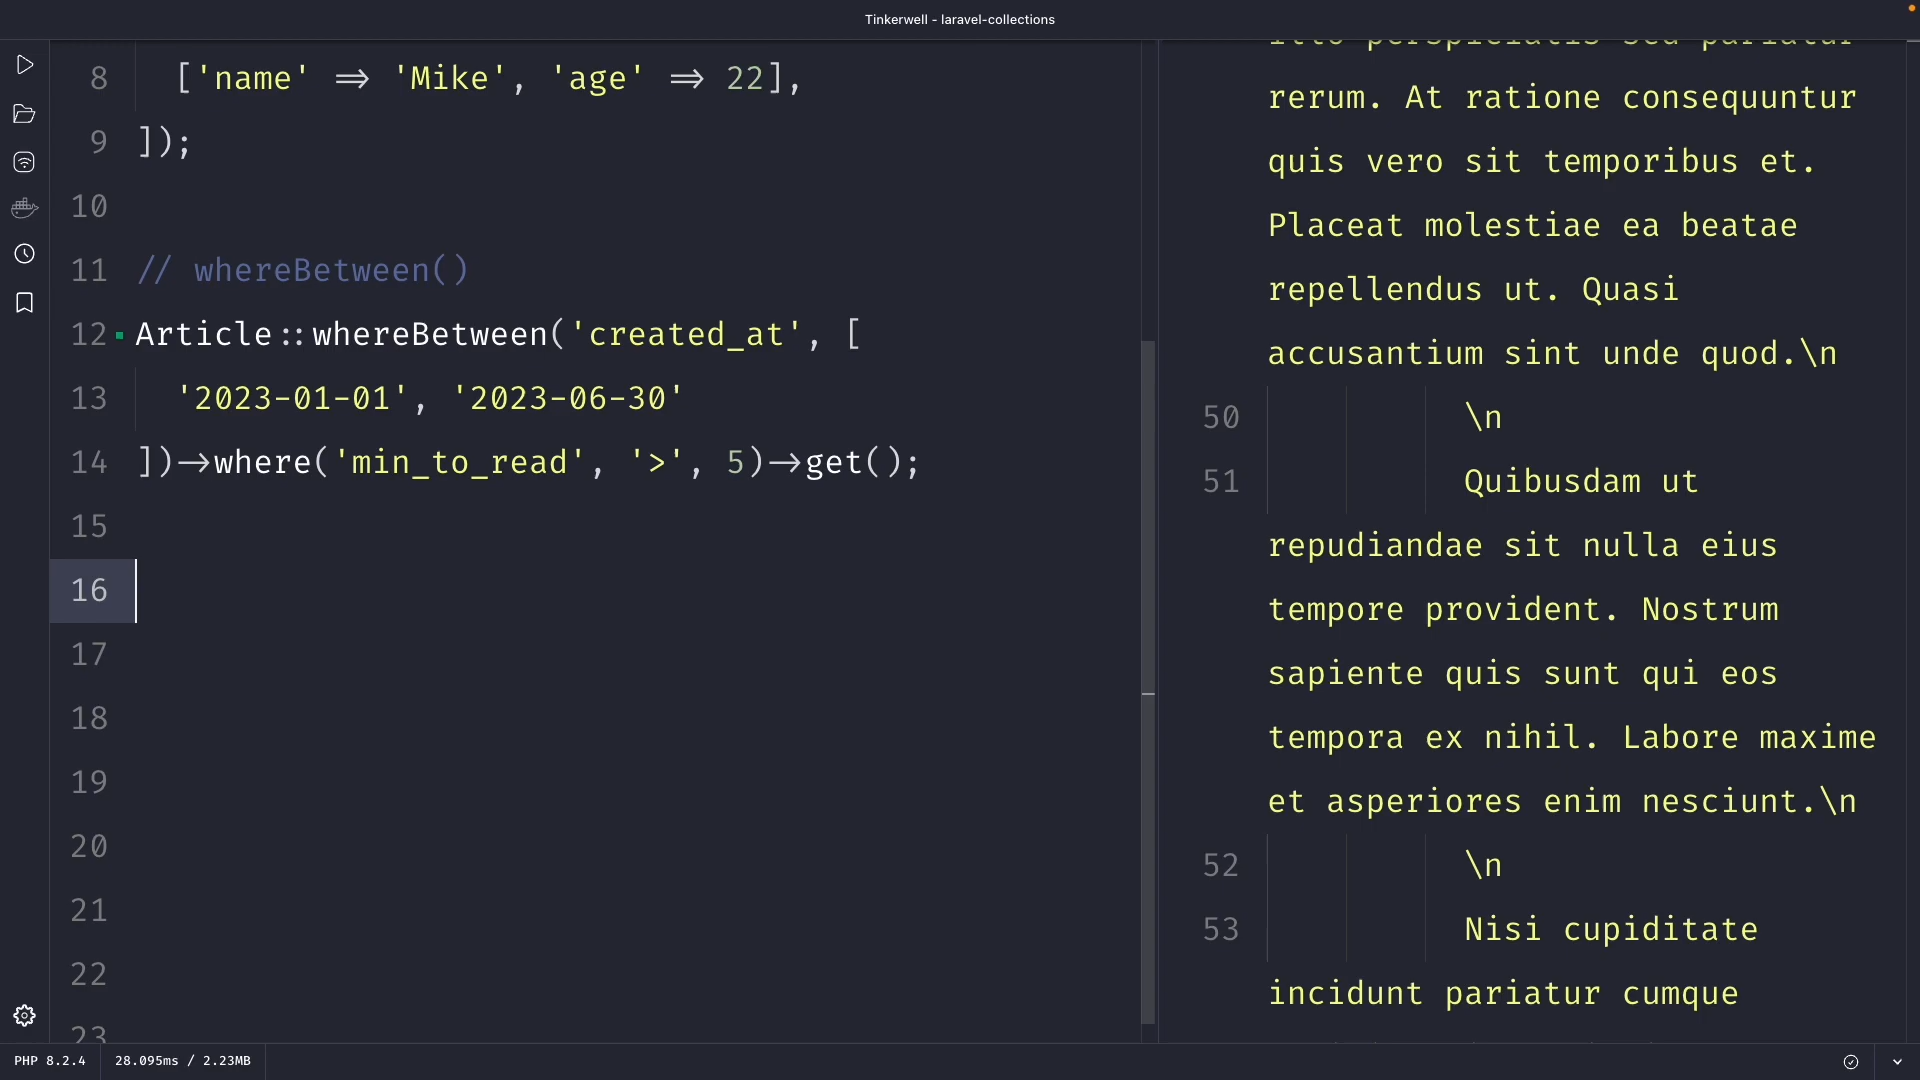 Tinkerwell - laravel-collections
8 ['name' => 'Mike', 'age' => 22],
9 ]);
10
11 // whereBetween()
12 Article::whereBetween('created_at', [
13 '2023-01-01', '2023-06-30'
14 ])->where('min_to_read', '>', 5)->get();
15
16
17
18
19
20
21
22
23
rerum. At ratione consequuntur
quis vero sit temporibus et.
Placeat molestiae ea beatae
repellendus ut. Quasi
accusantium sint unde quod.\n
50 \n
51 Quibusdam ut
repudiandae sit nulla eius
tempore provident. Nostrum
sapiente quis sunt qui eos
tempora ex nihil. Labore maxime
et asperiores enim nesciunt.\n
52 \n
53 Nisi cupiditate
incidunt pariatur cumque
PHP 8.2.4 28.095ms / 2.23MB